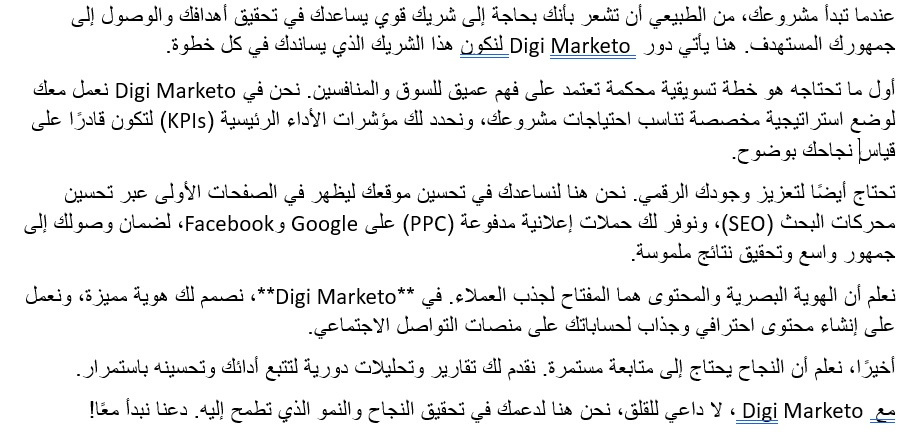 عندما تبدأ مشروعك، من الطبيعي أن تشعر بأنك بحاجة إلى شريك قوي يساعدك في تحقيق أهدافك والوصول إلى
جمهورك المستهدف. هنا يأتي دور Digi Marketo لنكون هذا الشريك الذي يساندك في كل خطوة.
أول ما تحتاجه هو خطة تسويقية محكمة تعتمد على فهم عميق للسوق والمنافسين. نحن في Digi Marketo نعمل معك
لوضع استراتيجية مخصصة تناسب احتياجات مشروعك، ونحدد لك مؤشرات الأداء الرئيسية (KPIs) لتكون قادرًا على
قياس نجاحك بوضوح.
تحتاج أيضًا لتعزيز وجودك الرقمي. نحن هنا لنساعدك في تحسين موقعك ليظهر في الصفحات الأولى عبر تحسين
محركات البحث (SEO)، ونوفر لك حملات إعلانية مدفوعة (PPC) على Google وFacebook، لضمان وصولك إلى
جمهور واسع وتحقيق نتائج ملموسة.
نعلم أن الهوية البصرية والمحتوى هما المفتاح لجذب العملاء. في **Digi Marketo**، نصمم لك هوية مميزة، ونعمل
على إنشاء محتوى احترافي وجذاب لحساباتك على منصات التواصل الاجتماعي.
أخيرًا، نعلم أن النجاح يحتاج إلى متابعة مستمرة. نقدم لك تقارير وتحليلات دورية لتتبع أدائك وتحسينه باستمرار.
مع Digi Marketo ، لا داعي للقلق، نحن هنا لدعمك في تحقيق النجاح والنمو الذي تطمح إليه. دعنا نبدأ معًا!